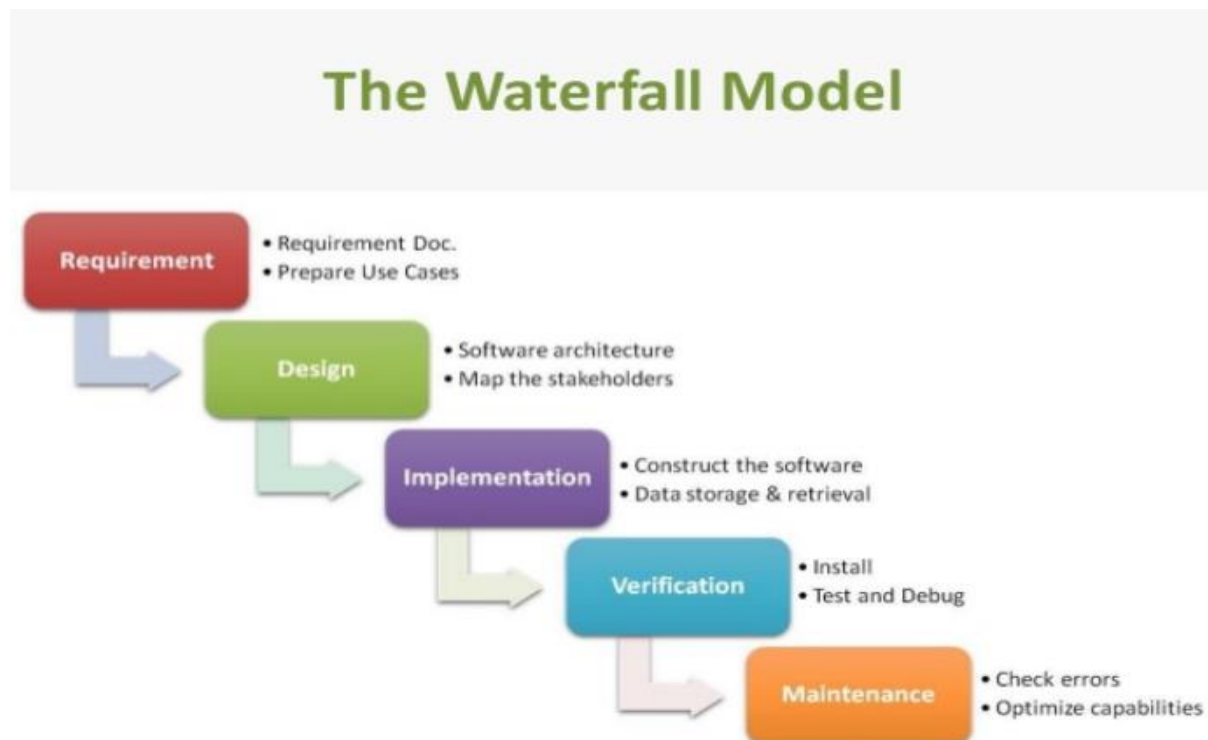 The Waterfall Model
Requirement
• Requirement Doc.
• Prepare Use Cases
Design
• Software architecture
• Map the stakeholders
Implementation
• Construct the software
• Data storage & retrieval
Verification
• Install
• Test and Debug
Maintenance
• Check errors
• Optimize capabilities